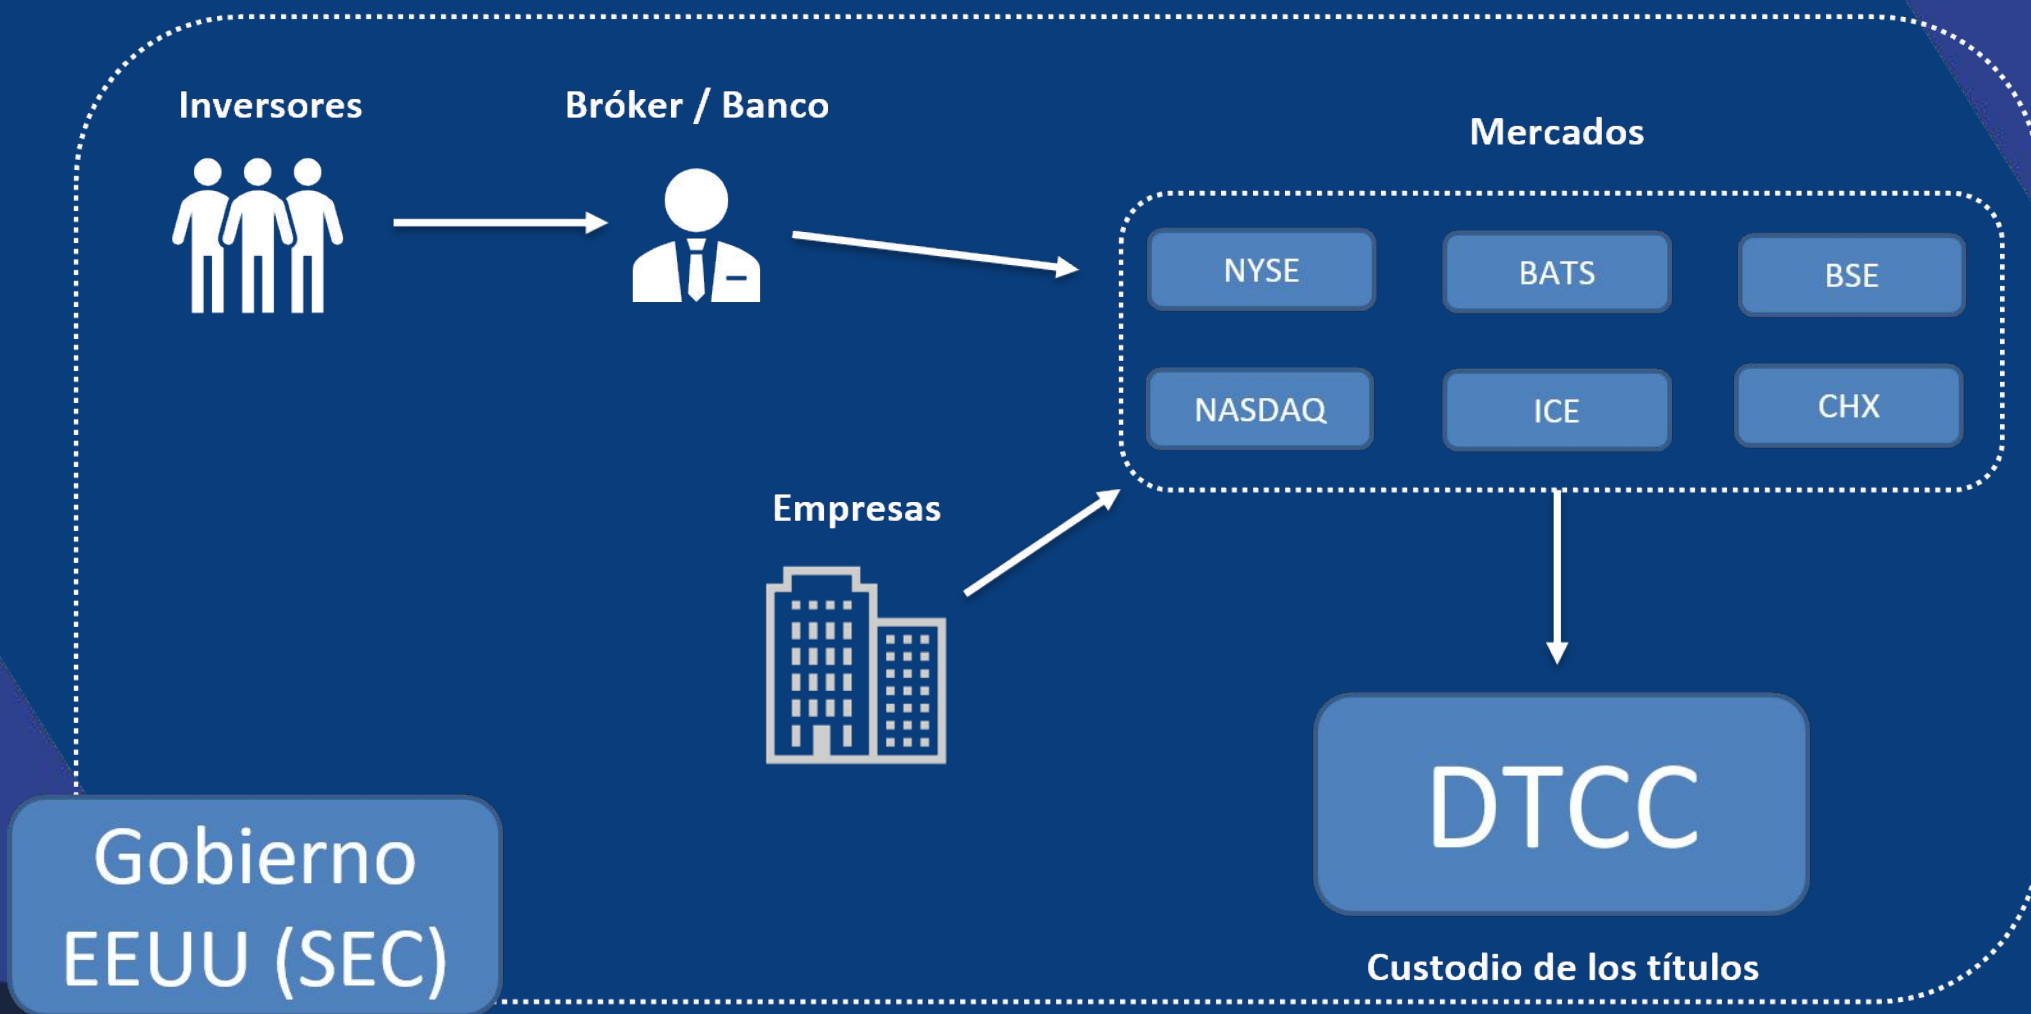 Inversores
Bróker / Banco
Mercados
NYSE
BATS
BSE
NASDAQ
ICE
CHX
Empresas
DTCC
Custodio de los títulos
Gobierno
EEUU (SEC)